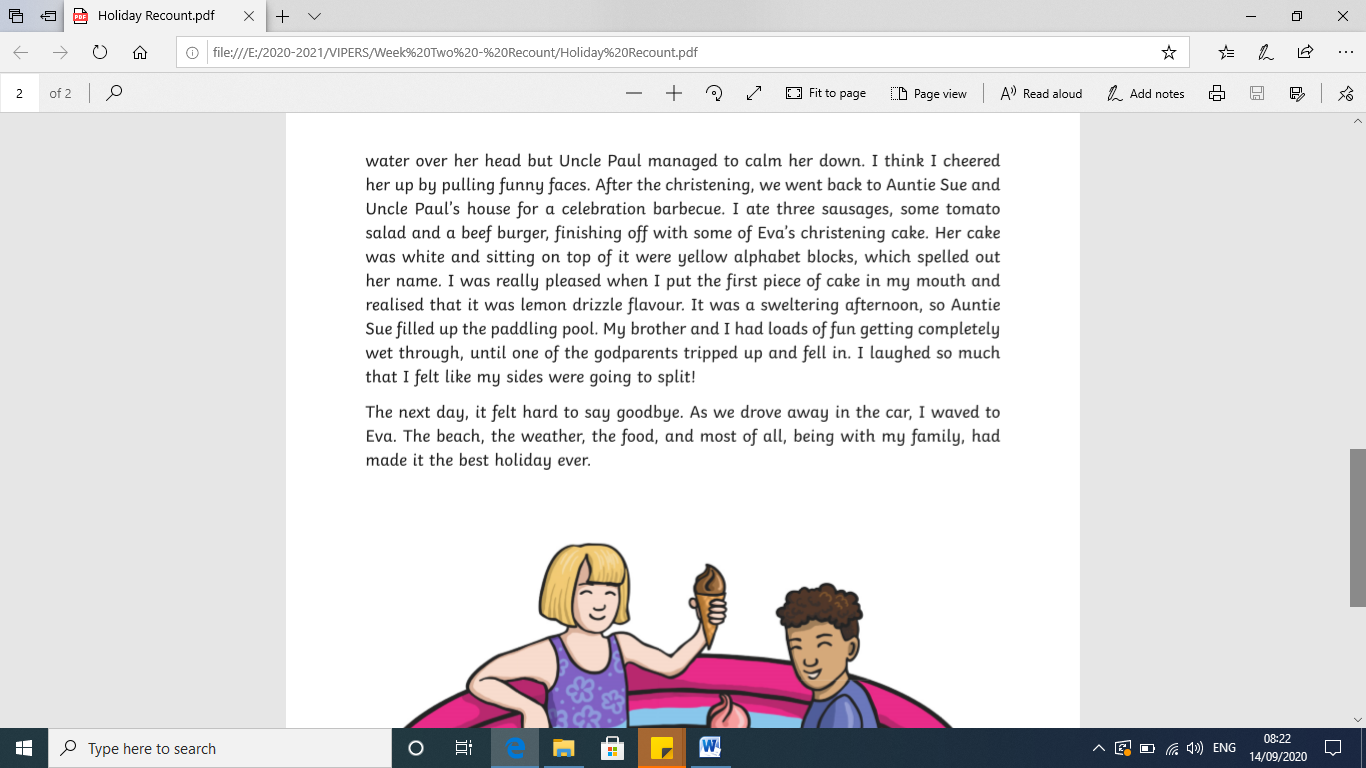 Holiday Recount.pdf
file:///E:/2020-2021/VIPERS/Week%20Two%20-%20Recount/Holiday%20Recount.pdf
2 of 2 Fit to page Page view Read aloud Add notes
water over her head but Uncle Paul managed to calm her down. I think I cheered
her up by pulling funny faces. After the christening, we went back to Auntie Sue and
Uncle Paul's house for a celebration barbecue. I ate three sausages, some tomato
salad and a beef burger, finishing off with some of Eva's christening cake. Her cake
was white and sitting on top of it were yellow alphabet blocks, which spelled out
her name. I was really pleased when I put the first piece of cake in my mouth and
realised that it was lemon drizzle flavour. It was a sweltering afternoon, so Auntie
Sue filled up the paddling pool. My brother and I had loads of fun getting completely
wet through, until one of the godparents tripped up and fell in. I laughed so much
that I felt like my sides were going to split!
The next day, it felt hard to say goodbye. As we drove away in the car, I waved to
Eva. The beach, the weather, the food, and most of all, being with my family, had
made it the best holiday ever.
Type here to search
ENG
08:22
14/09/2020